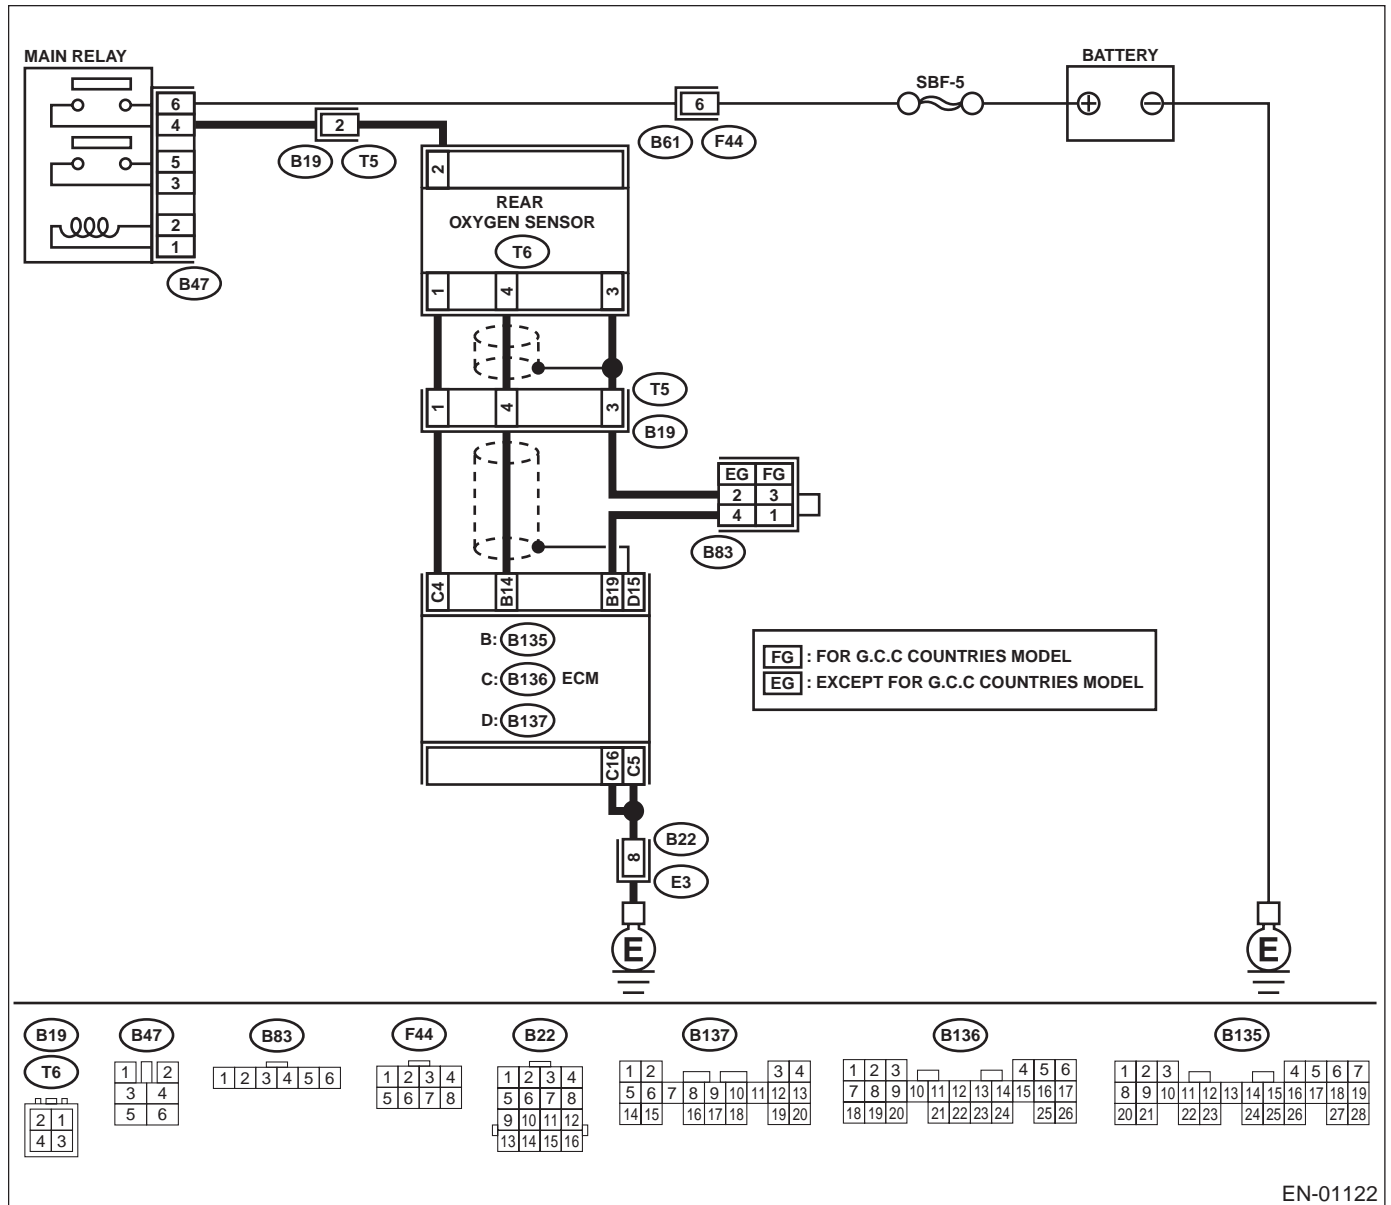 MAIN RELAY
BATTERY
SBF-5
6
4
5
3
2
1
B47
2
B19 T5
6
B61 F44
2
REAR
OXYGEN SENSOR
T6
1 4 3
T5
1 4 3
B19
EG FG
2 3
4 1
B83
C4 B14 B19 D15
B: B135
C: B136 ECM
D: B137
FG : FOR G.C.C COUNTRIES MODEL
EG : EXCEPT FOR G.C.C COUNTRIES MODEL
C16 C5
B22
8
E3
E
E
B19
T6
2 1
4 3
B47
1 2
3 4
5 6
B83
1 2 3 4 5 6
F44
1 2 3 4
5 6 7 8
B22
1 2 3 4
5 6 7 8
9 10 11 12
13 14 15 16
B137
1 2 3 4
5 6 7 8 9 10 11 12 13
14 15 16 17 18 19 20
B136
1 2 3 4 5 6
7 8 9 10 11 12 13 14 15 16 17
18 19 20 21 22 23 24 25 26
B135
1 2 3 4 5 6 7
8 9 10 11 12 13 14 15 16 17 18 19
20 21 22 23 24 25 26 27 28
EN-01122